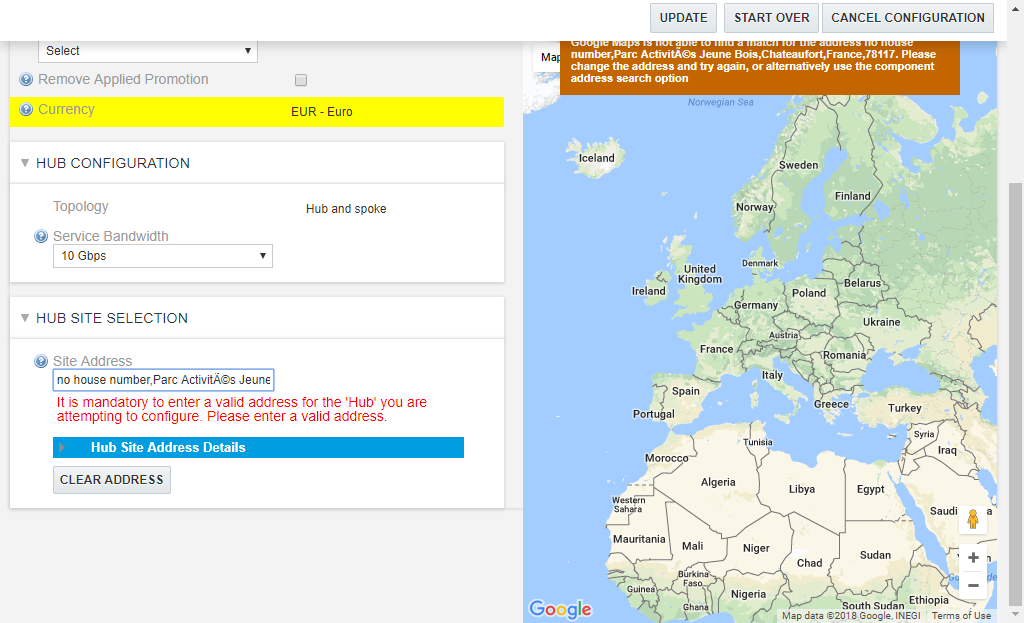 UPDATE
START OVER
CANCEL CONFIGURATION
Select
Remove Applied Promotion
Currency
EUR - Euro
HUB CONFIGURATION
Topology
Hub and spoke
Service Bandwidth
10 Gbps
HUB SITE SELECTION
Site Address
no house number,Parc ActivitÃ©s Jeune
It is mandatory to enter a valid address for the 'Hub' you are
attempting to configure. Please enter a valid address.
Hub Site Address Details
CLEAR ADDRESS
Map
Google Maps is not able to find a match for the address no house
number,Parc ActivitÃ©s Jeune Bois,Chateaufort,France,78117. Please
change the address and try again, or alternatively use the component
address search option
Norwegian Sea
Iceland
Sweden
Finland
Norway
Denmark
United
Kingdom
Ireland
Belarus
Poland
Germany
Ukraine
Austria
France
Romania
Italy
Spain
Greece
Portugal
Turkey
Syria
Tunisia
Iraq
Morocco
Algeria
Libya
Egypt
Western
Sahara
Saudi
Mauritania
Mali
Niger
Sudan
Chad
Burkina
Faso
Guinea
Nigeria
Ethiopia
Ghana
South Sudan
Google
Map data ©2018 Google, INEGI
Terms of Use